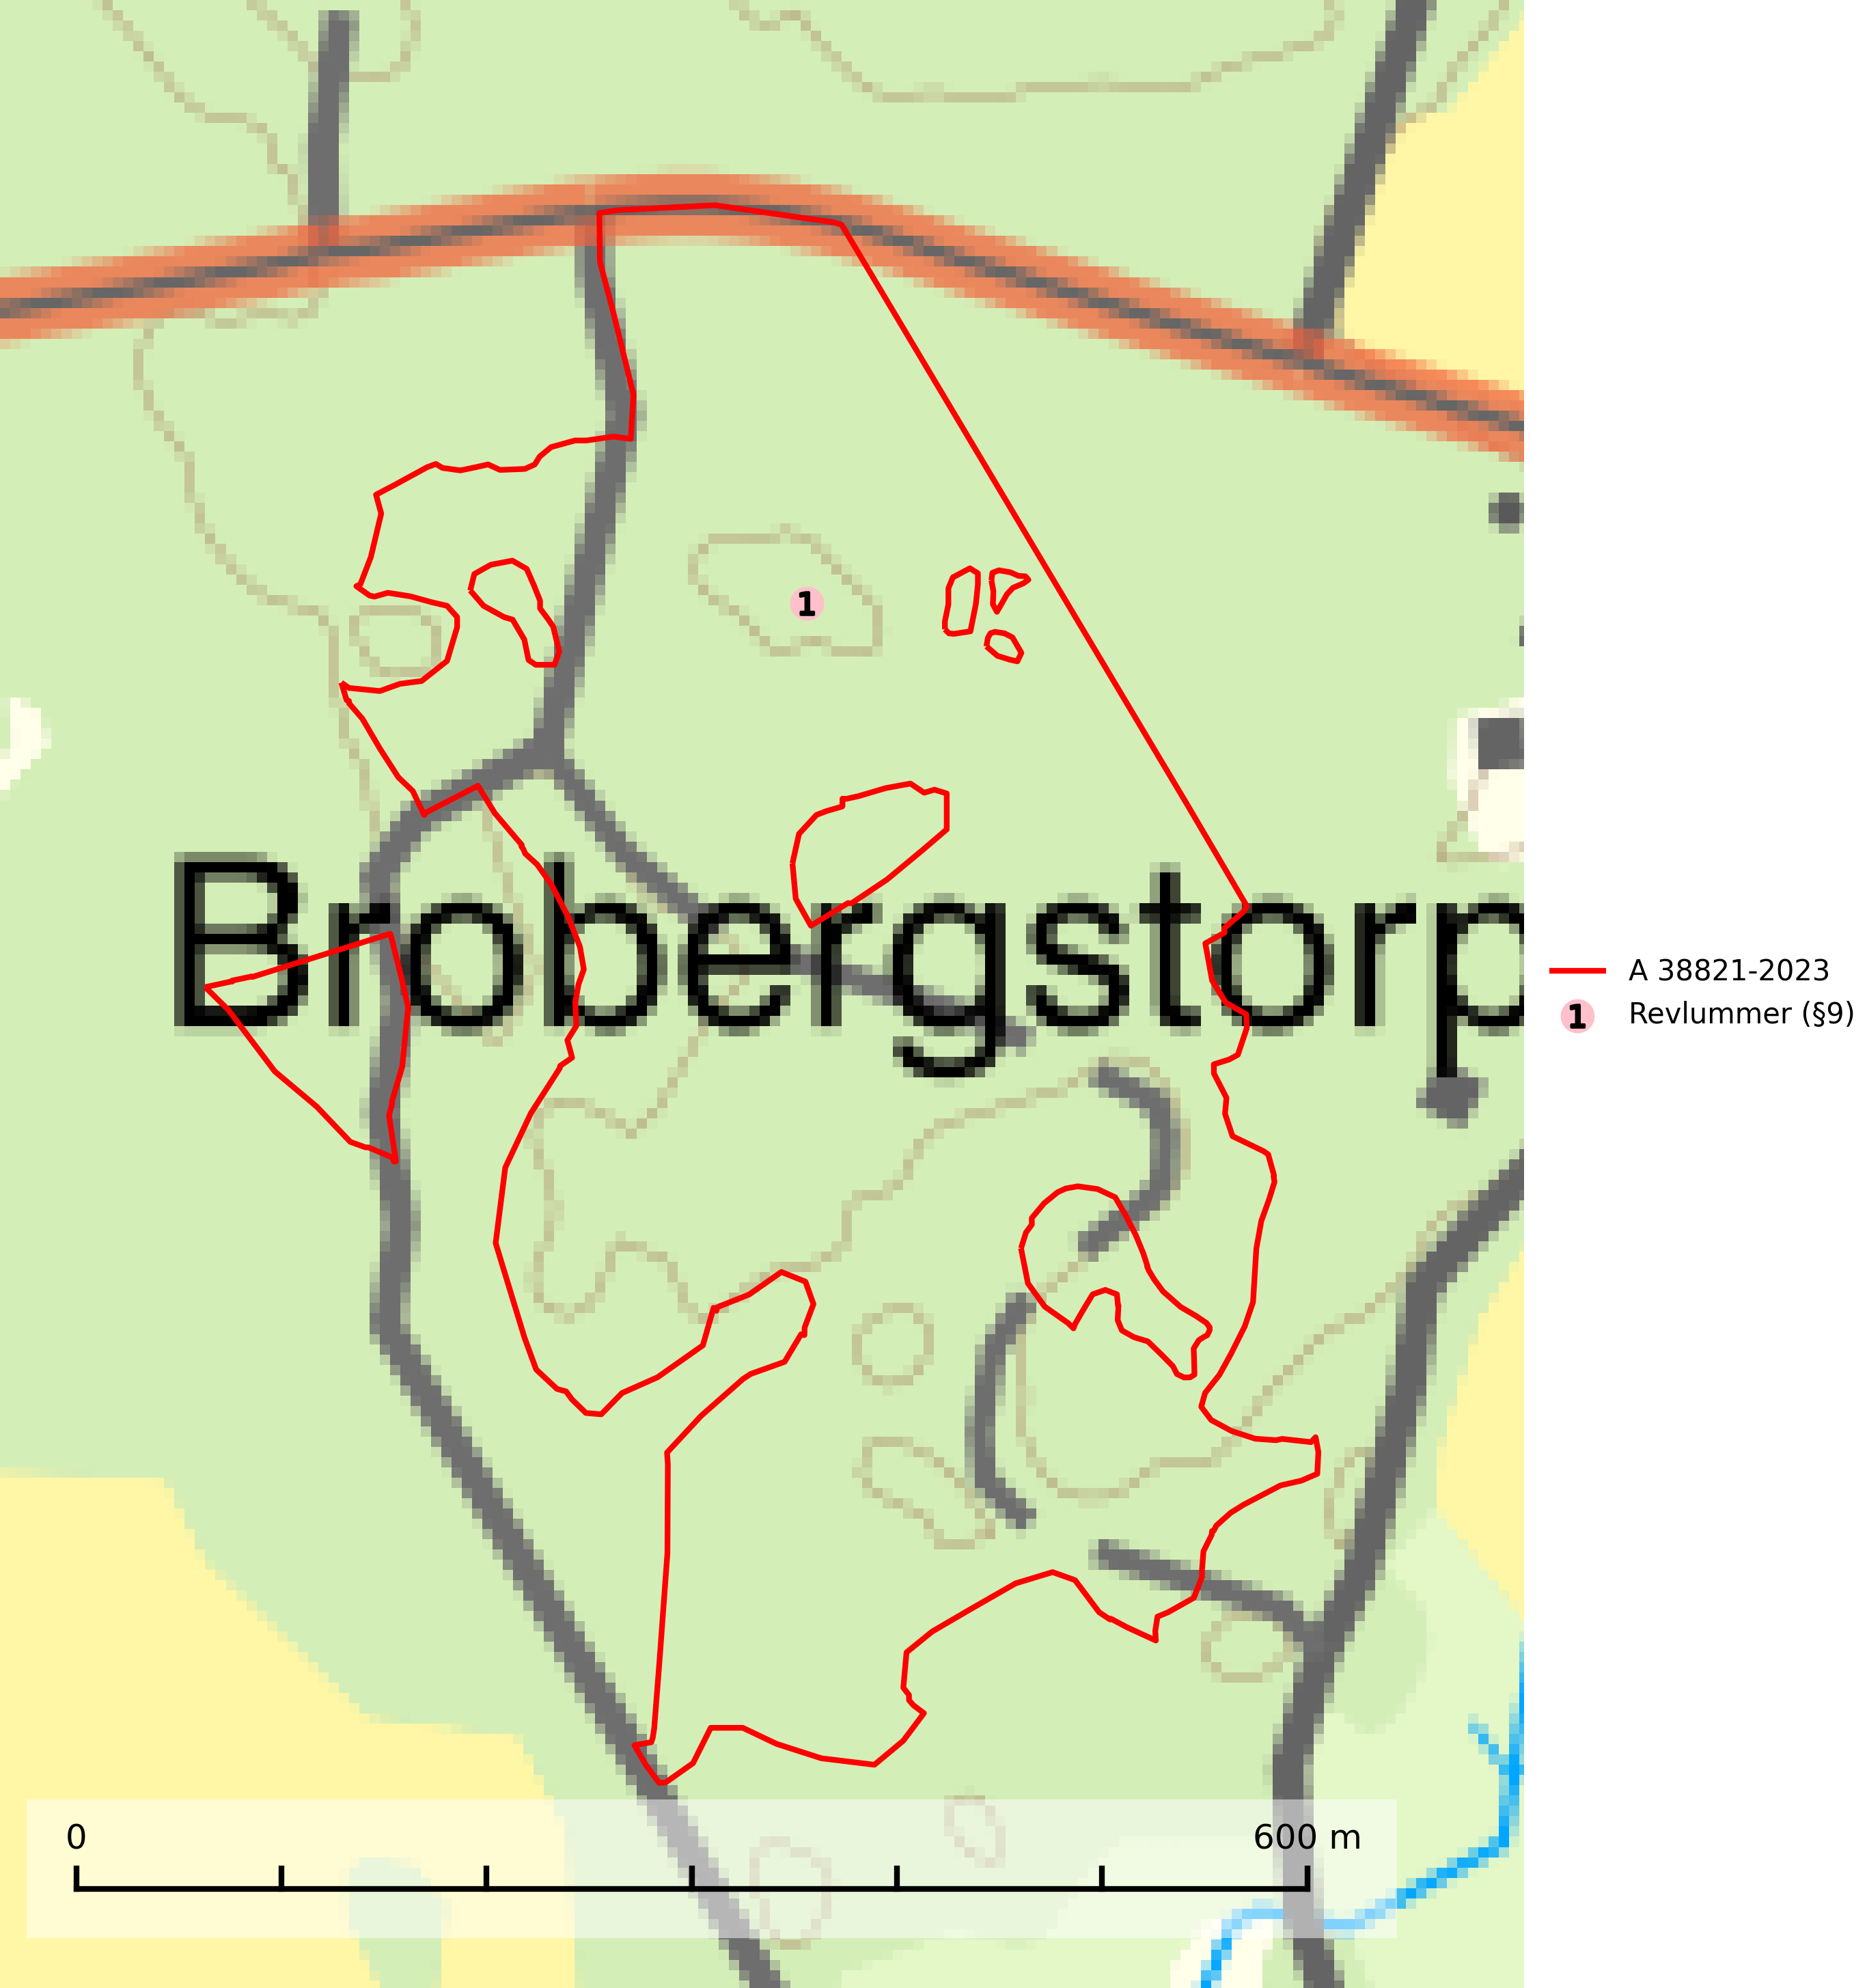 1
Brobergstorp
A 38821-2023
1 Revlummer (§9)
0 600 m